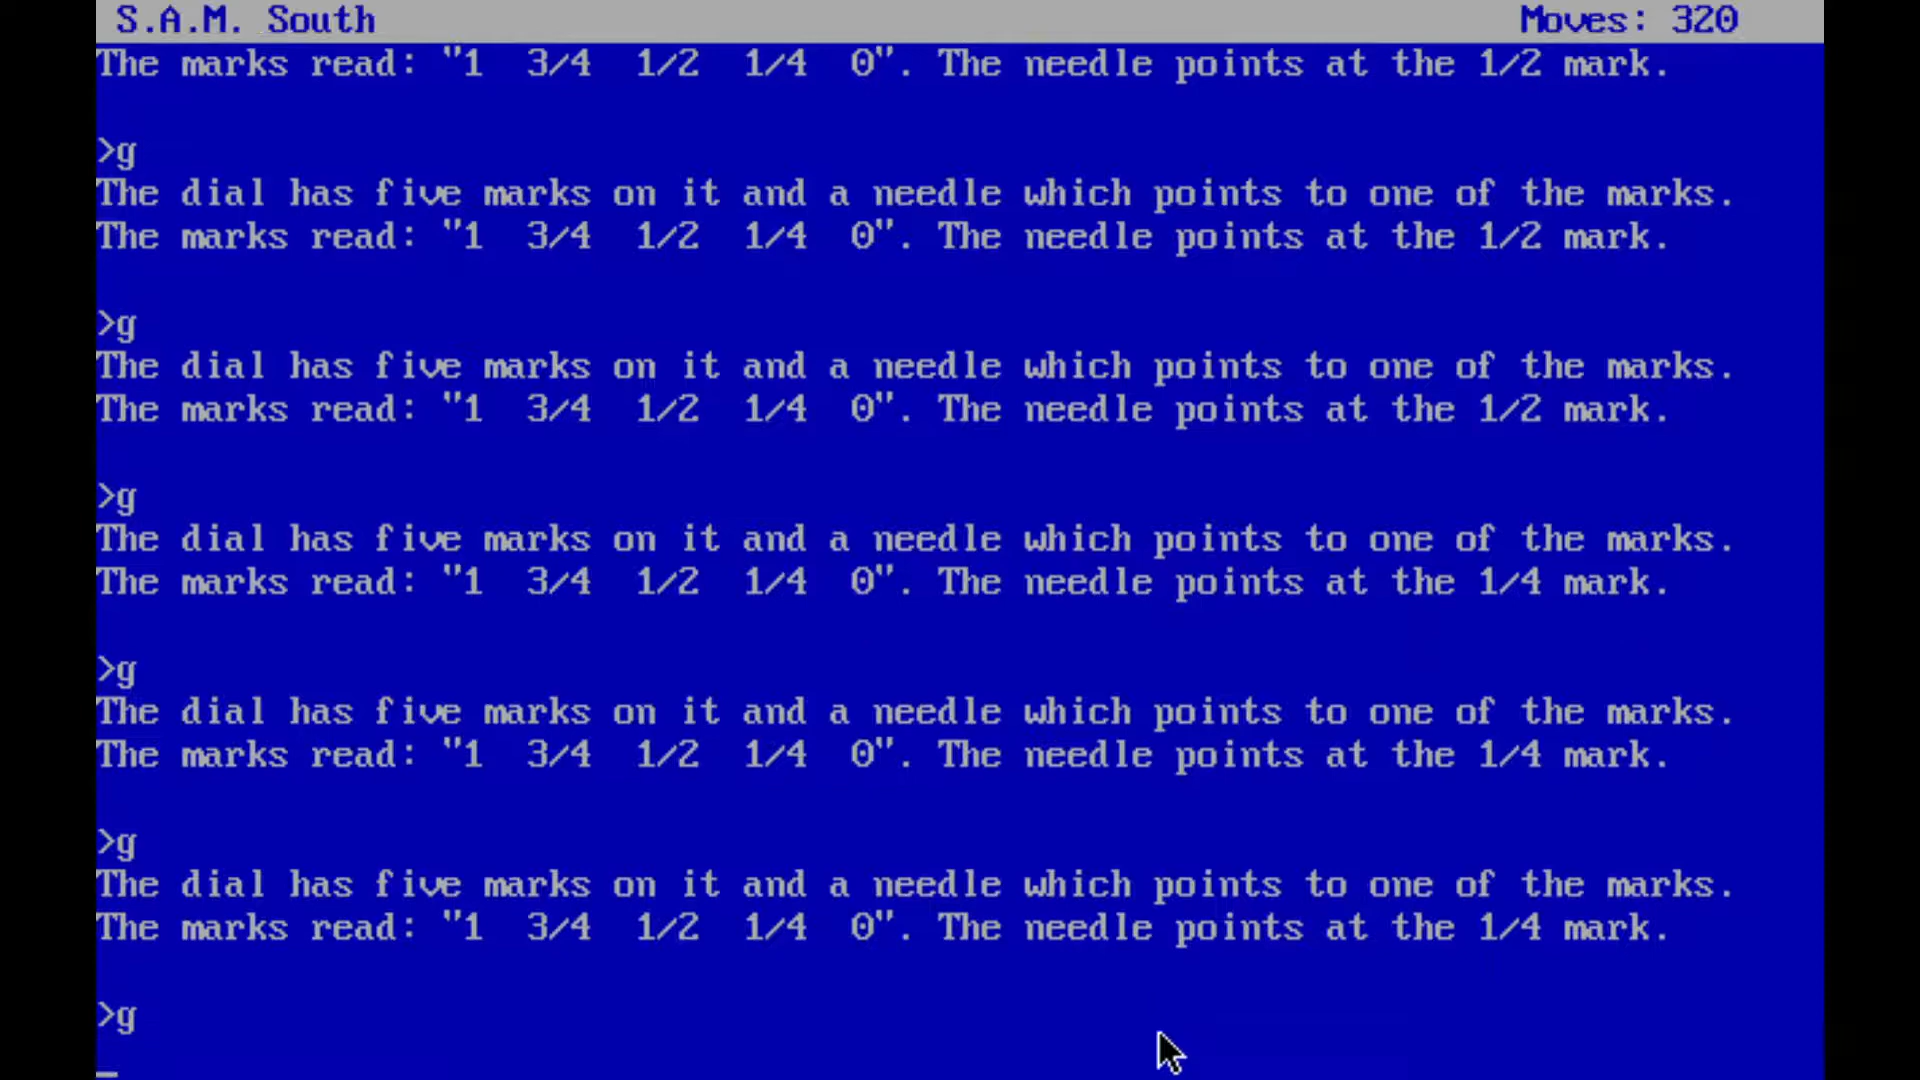 S.A.M. South Moves: 320
The marks read: "1  3/4  1/2  1/4  0". The needle points at the 1/2 mark.
>g
The dial has five marks on it and a needle which points to one of the marks.
The marks read: "1  3/4  1/2  1/4  0". The needle points at the 1/2 mark.
>g
The dial has five marks on it and a needle which points to one of the marks.
The marks read: "1  3/4  1/2  1/4  0". The needle points at the 1/2 mark.
>g
The dial has five marks on it and a needle which points to one of the marks.
The marks read: "1  3/4  1/2  1/4  0". The needle points at the 1/4 mark.
>g
The dial has five marks on it and a needle which points to one of the marks.
The marks read: "1  3/4  1/2  1/4  0". The needle points at the 1/4 mark.
>g
The dial has five marks on it and a needle which points to one of the marks.
The marks read: "1  3/4  1/2  1/4  0". The needle points at the 1/4 mark.
>g